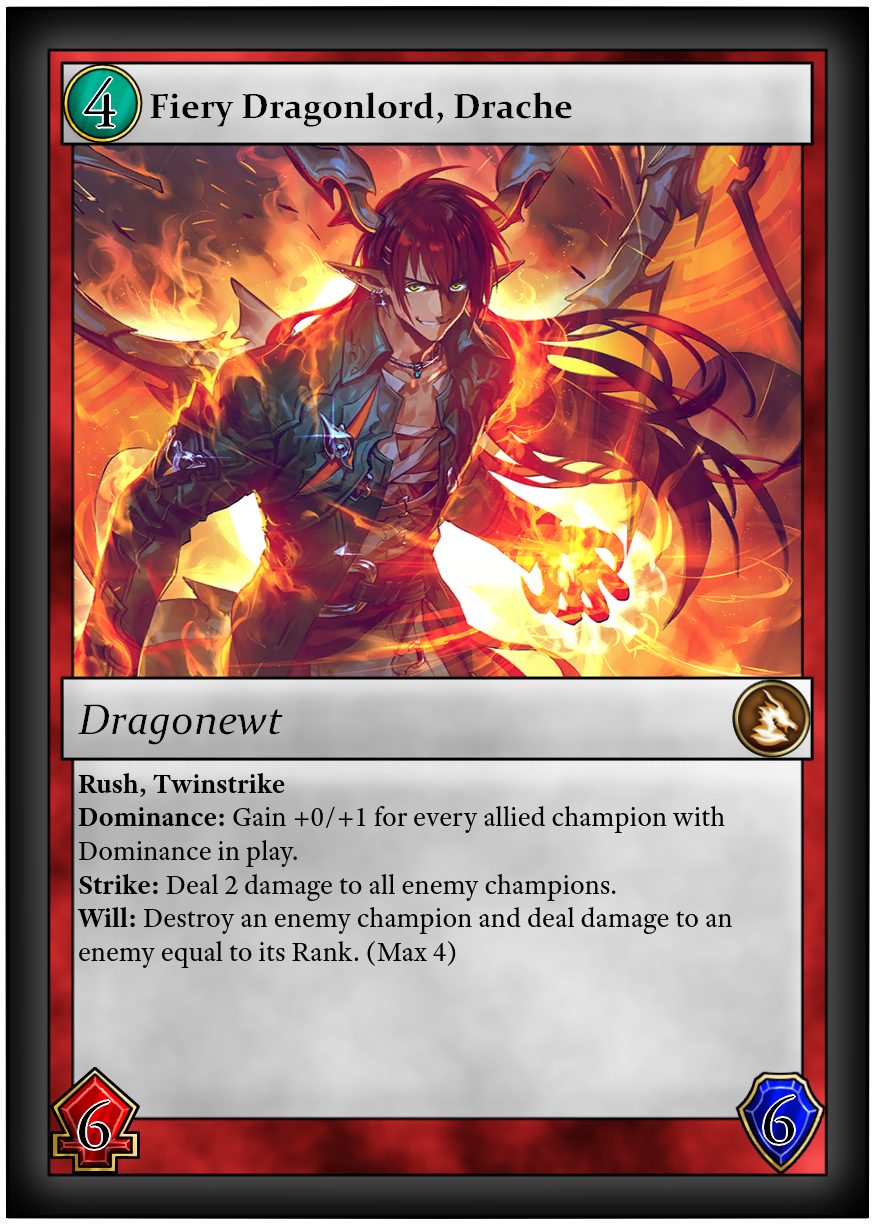 4
Fiery Dragonlord, Drache
Dragonewt
Rush, Twinstrike
Dominance: Gain +0/+1 for every allied champion with
Dominance in play.
Strike: Deal 2 damage to all enemy champions.
Will: Destroy an enemy champion and deal damage to an
enemy equal to its Rank. (Max 4)
6
6